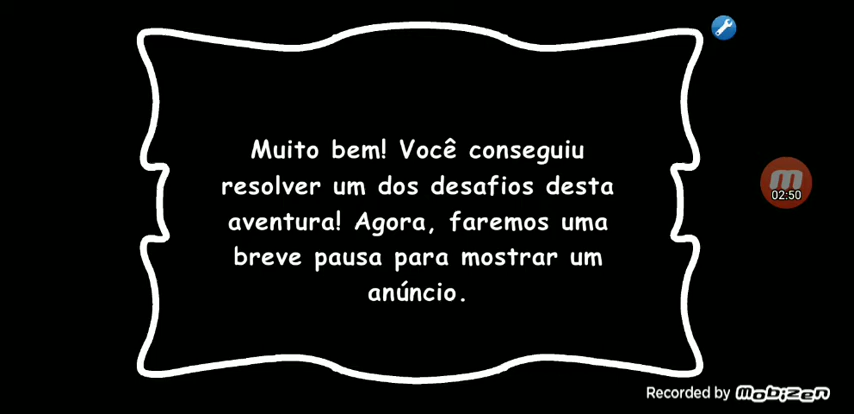 Muito bem! Você conseguiu
resolver um dos desafios desta
aventura! Agora, faremos uma
breve pausa para mostrar um
anúncio.
02:50
Recorded by mobizen